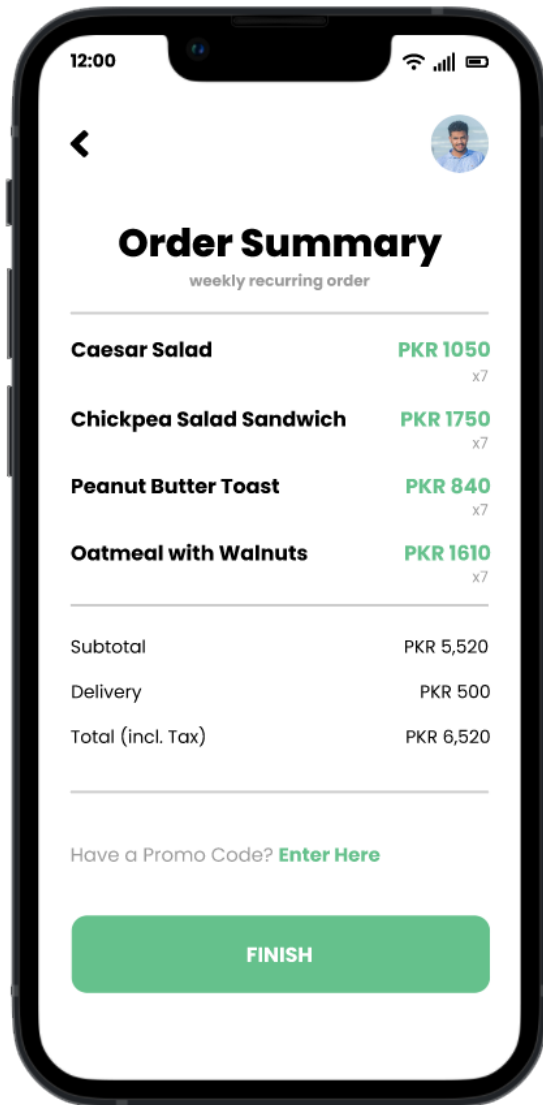 12:00
Order Summary
weekly recurring order
Caesar Salad PKR 1050
x7
Chickpea Salad Sandwich PKR 1750
x7
Peanut Butter Toast PKR 840
x7
Oatmeal with Walnuts PKR 1610
x7
Subtotal PKR 5,520
Delivery PKR 500
Total (incl. Tax) PKR 6,520
Have a Promo Code? Enter Here
FINISH